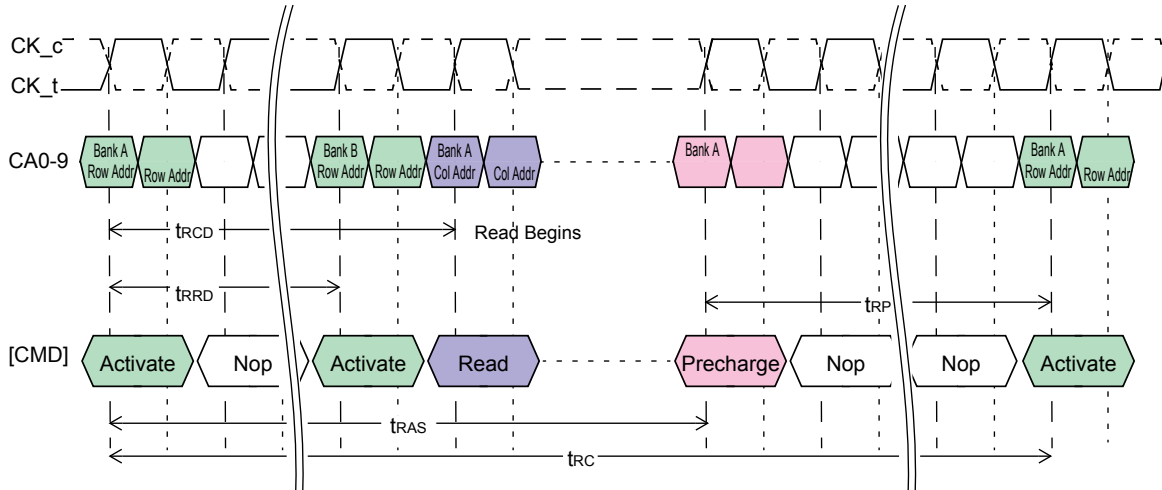 CK_c
CK_t
CA0-9
Bank A
Row Addr
Row Addr
Bank B
Row Addr
Row Addr
Bank A
Col Addr
Col Addr
Bank A
Bank A
Row Addr
Row Addr
tRCD
Read Begins
tRRD
tRP
[CMD]
Activate
Nop
Activate
Read
Precharge
Nop
Nop
Activate
tRAS
tRC